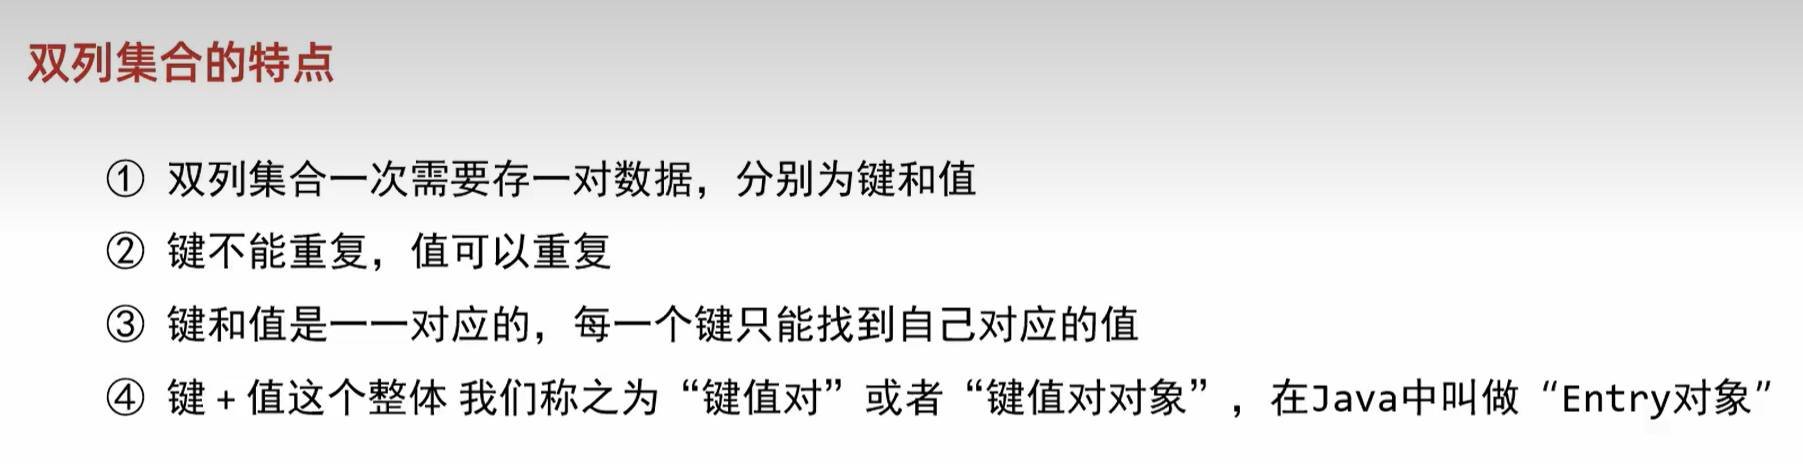 双列集合的特点
① 双列集合一次需要存一对数据，分别为键和值
② 键不能重复，值可以重复
③ 键和值是一一对应的，每一个键只能找到自己对应的值
④ 键 + 值这个整体 我们称之为“键值对”或者“键值对对象”，在Java中叫做“Entry对象”